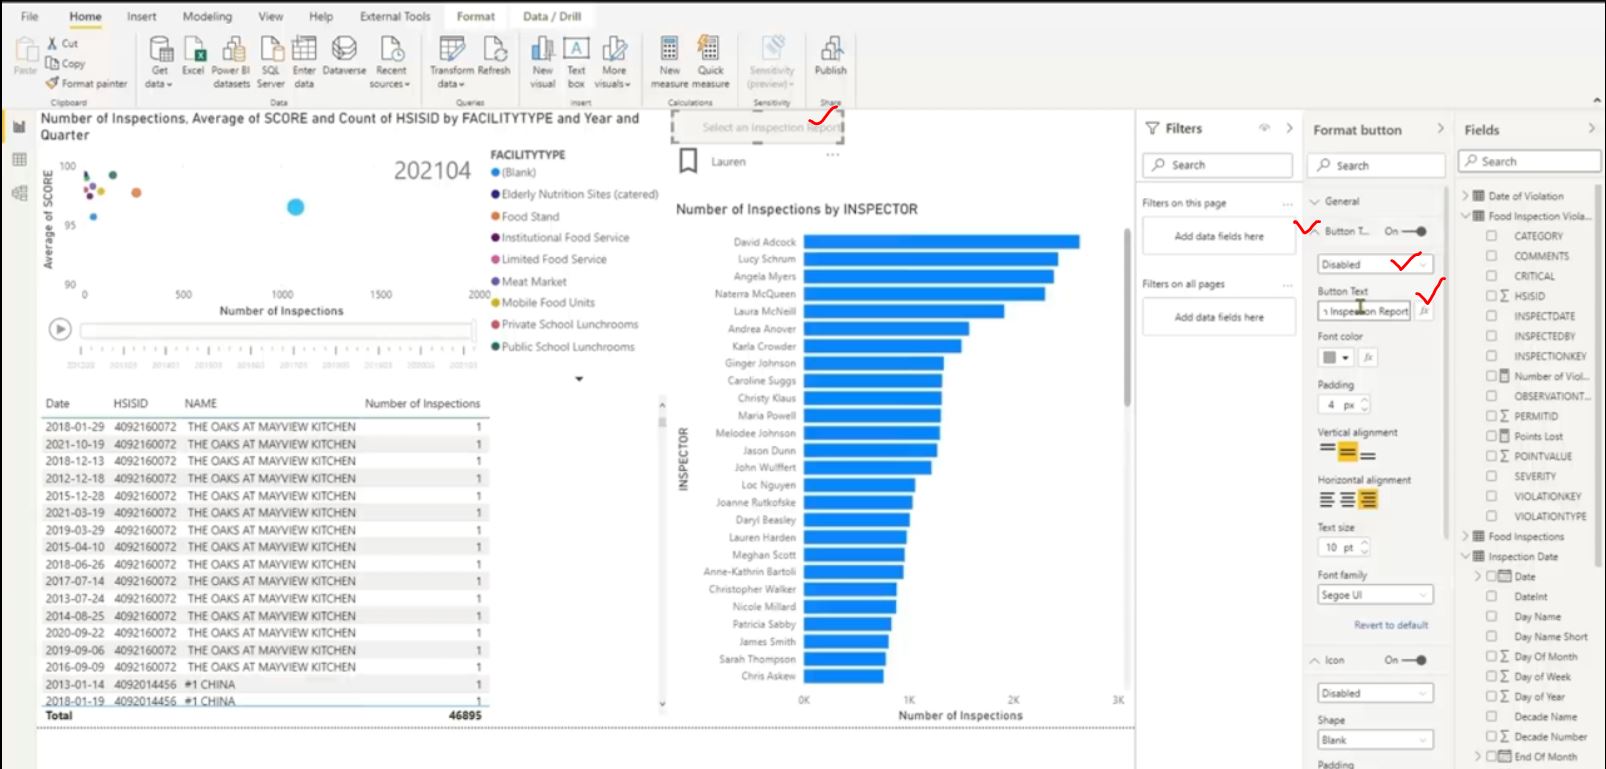 File Home Insert Modeling View Help External Tools Format Data / Drill
Paste
Cut
Copy
Format painter
Get data
Excel
Power BI datasets
SQL Server
Enter data
Dataverse
Recent sources
Transform data
Refresh
New visual
Text box
More visuals
New measure
Quick measure
Sensitivity (preview)
Publish
Clipboard Data Queries Insert Calculations Sensitivity Share
Number of Inspections, Average of SCORE and Count of HSISID by FACILITYTYPE and Year and
Quarter
202104
Average of SCORE
100
95
90
0 500 1000 1500 2000
Number of Inspections
FACILITYTYPE
(Blank)
Elderly Nutrition Sites (catered)
Food Stand
Institutional Food Service
Limited Food Service
Meat Market
Mobile Food Units
Private School Lunchrooms
Public School Lunchrooms
Date HSISID NAME Number of Inspections
2018-01-29 4092160072 THE OAKS AT MAYVIEW KITCHEN 1
2021-10-19 4092160072 THE OAKS AT MAYVIEW KITCHEN 1
2018-12-13 4092160072 THE OAKS AT MAYVIEW KITCHEN 1
2012-12-18 4092160072 THE OAKS AT MAYVIEW KITCHEN 1
2015-12-28 4092160072 THE OAKS AT MAYVIEW KITCHEN 1
2021-03-19 4092160072 THE OAKS AT MAYVIEW KITCHEN 1
2019-03-29 4092160072 THE OAKS AT MAYVIEW KITCHEN 1
2015-04-10 4092160072 THE OAKS AT MAYVIEW KITCHEN 1
2018-06-26 4092160072 THE OAKS AT MAYVIEW KITCHEN 1
2017-07-14 4092160072 THE OAKS AT MAYVIEW KITCHEN 1
2013-07-24 4092160072 THE OAKS AT MAYVIEW KITCHEN 1
2014-08-25 4092160072 THE OAKS AT MAYVIEW KITCHEN 1
2020-09-22 4092160072 THE OAKS AT MAYVIEW KITCHEN 1
2019-09-06 4092160072 THE OAKS AT MAYVIEW KITCHEN 1
2016-09-09 4092160072 THE OAKS AT MAYVIEW KITCHEN 1
2013-01-14 4092014456 #1 CHINA 1
2018-01-19 4092014456 #1 CHINA 1
Total 46895
Select an Inspection Report
Lauren
Number of Inspections by INSPECTOR
INSPECTOR
David Adcock
Lucy Schrum
Angela Myers
Naterra McQueen
Laura McNeill
Andrea Anover
Karla Crowder
Ginger Johnson
Caroline Suggs
Christy Klaus
Maria Powell
Melodee Johnson
Jason Dunn
John Wulffert
Loc Nguyen
Joanne Rutkofske
Daryl Beasley
Lauren Harden
Meghan Scott
Anne-Kathrin Bartoli
Christopher Walker
Nicole Millard
Patricia Sabby
James Smith
Sarah Thompson
Chris Askew
0K 1K 2K 3K
Number of Inspections
Filters
Search
Filters on this page
Add data fields here
Filters on all pages
Add data fields here
Format button
Search
General
Button T... On
Disabled
Button Text
n Inspection Report fx
Font color
fx
Padding
4 px
Vertical alignment
Horizontal alignment
Text size
10 pt
Font family
Segoe UI
Revert to default
Icon On
Disabled
Shape
Blank
Padding
Fields
Search
Date of Violation
Food Inspection Viola...
CATEGORY
COMMENTS
CRITICAL
HSISID
INSPECTDATE
INSPECTEDBY
INSPECTIONKEY
Number of Viol...
OBSERVATIONT...
PERMITID
Points Lost
POINTVALUE
SEVERITY
VIOLATIONKEY
VIOLATIONTYPE
Food Inspections
Inspection Date
Date
DateInt
Day Name
Day Name Short
Day Of Month
Day of Week
Day of Year
Decade Name
Decade Number
End Of Month